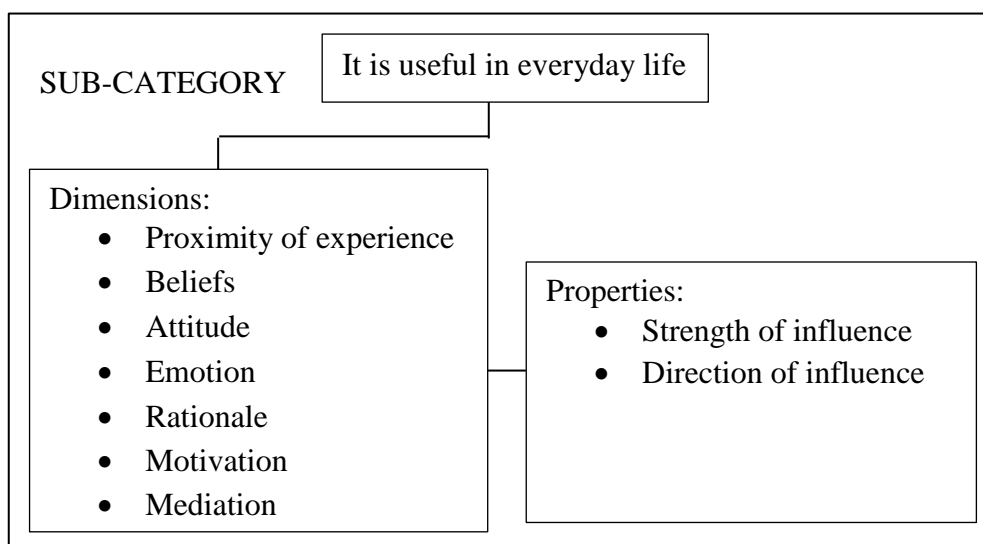 It is useful in everyday life
SUB-CATEGORY
Dimensions:
• Proximity of experience
• Beliefs
• Attitude
• Emotion
• Rationale
• Motivation
• Mediation
Properties:
• Strength of influence
• Direction of influence